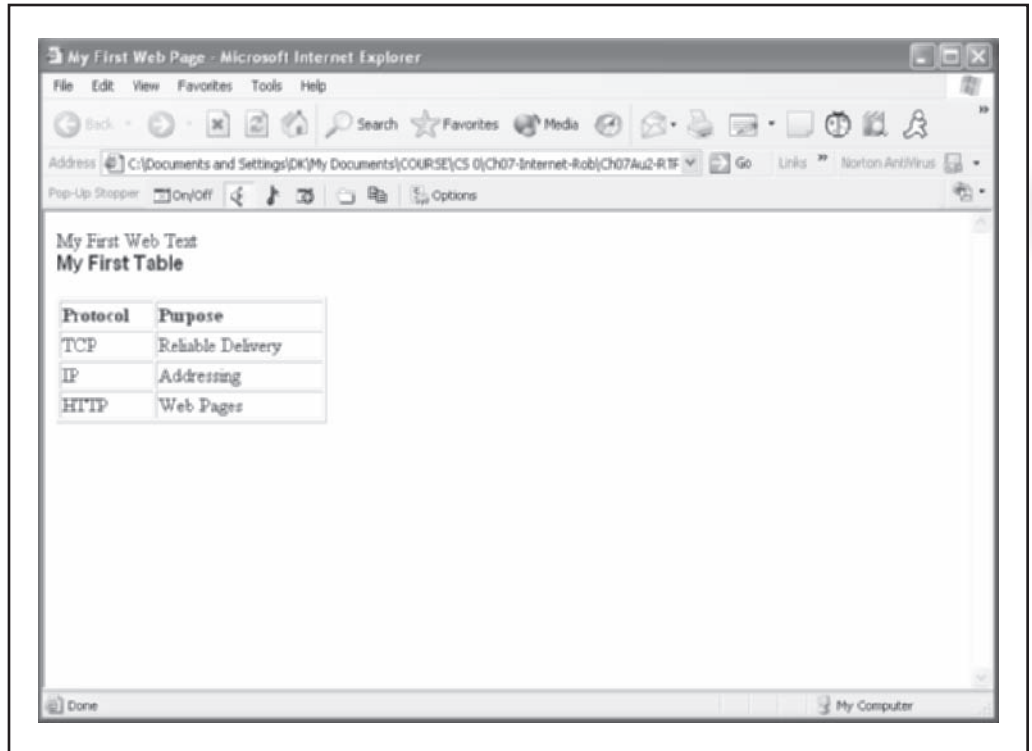 My First Web Page - Microsoft Internet Explorer
File Edit View Favorites Tools Help
Back Search Favorites Media
Address C:\Documents and Settings\DK\My Documents\COURSE\CS 0\Ch07-Internet-Rob\Ch07Au2-RTF Go Links » Norton AntiVirus
Pop-Up Stopper On/Off Options
My First Web Text
My First Table
Protocol Purpose
TCP Reliable Delivery
IP Addressing
HTTP Web Pages
Done My Computer